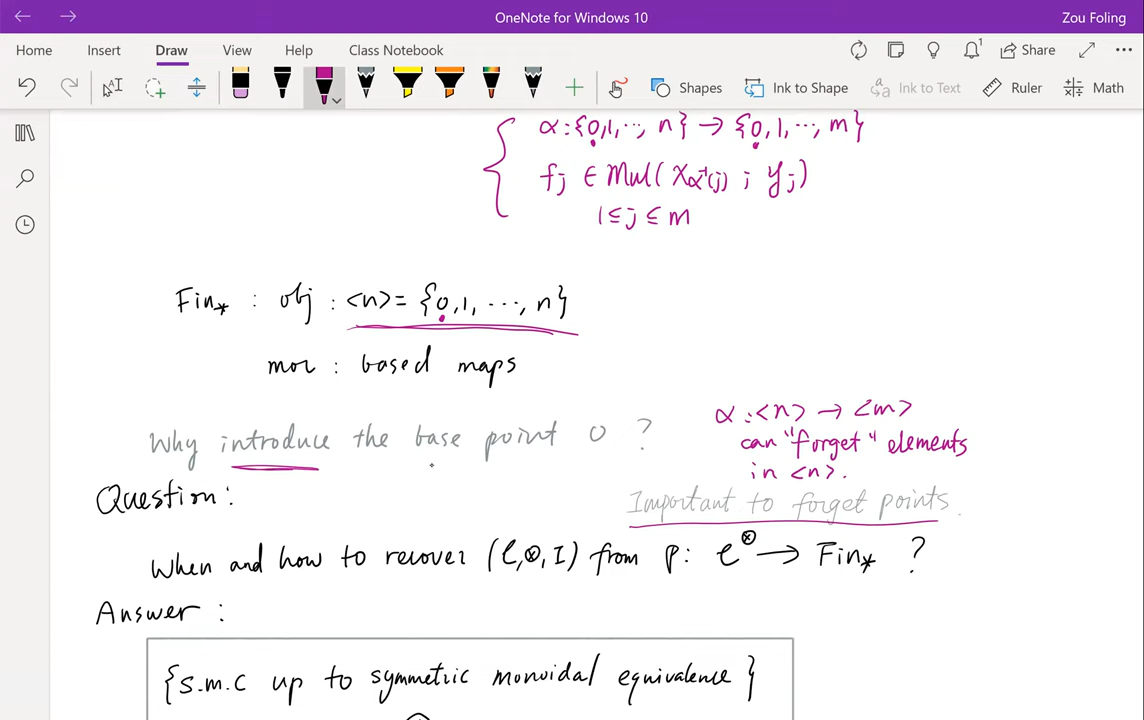 OneNote for Windows 10
Zou Foling
Home Insert Draw View Help Class Notebook Share
Shapes Ink to Shape Ink to Text Ruler Math
α : {0,1,⋯, n} → {0,1,⋯, m}
fj ∈ Mul( Xα⁻¹(j) ; yj )
1 ≤ j ≤ m
Fin* : obj : <n> = {0,1, ⋯, n}
mor : based maps
α : <n> → <m>
can "forget" elements
in <n>.
Why introduce the base point 0 ?
Question :
Important to forget points.
When and how to recover (C,⊗,I) from p: C^⊗ → Fin* ?
Answer :
{s.m.c up to symmetric monoidal equivalence}